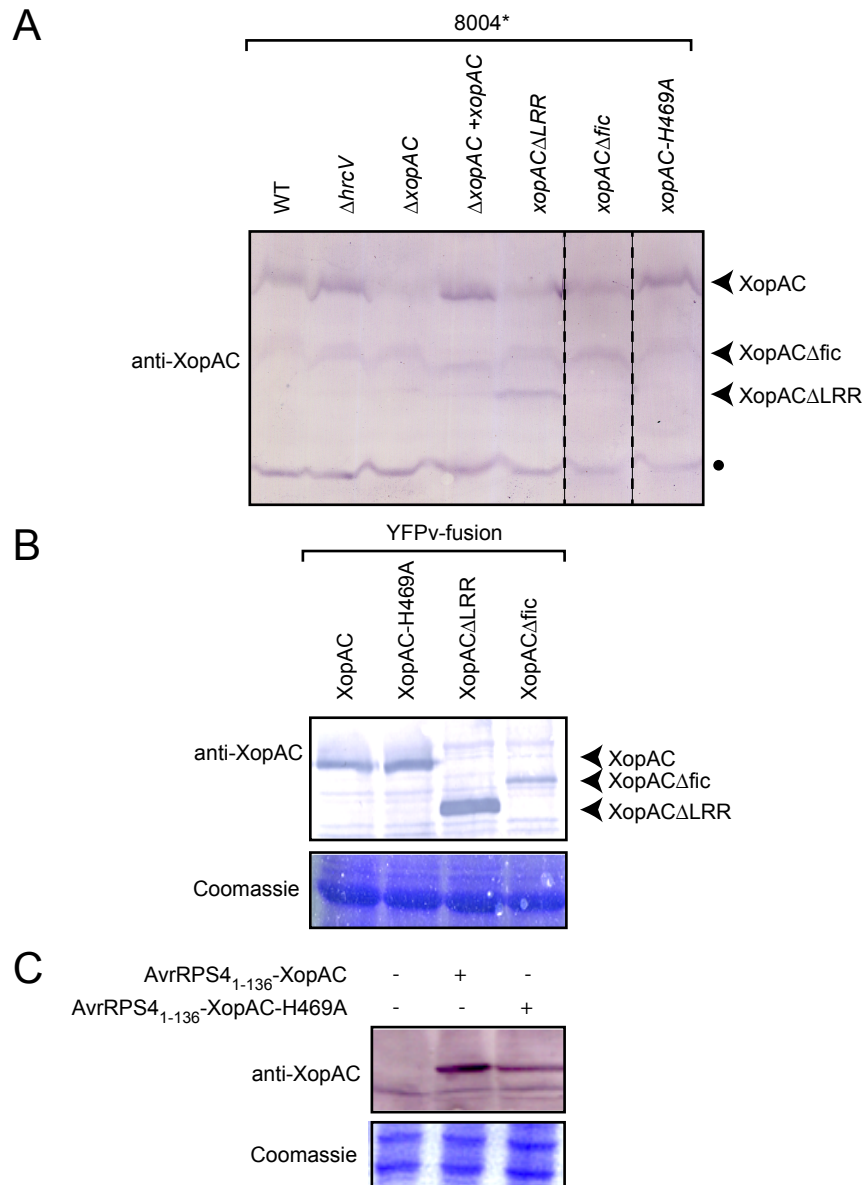 A
8004*
WT
ΔhrcV
ΔxopAC
ΔxopAC +xopAC
xopACΔLRR
xopACΔfic
xopAC-H469A
anti-XopAC
XopAC
XopACΔfic
XopACΔLRR
B
YFPv-fusion
XopAC
XopAC-H469A
XopACΔLRR
XopACΔfic
anti-XopAC
XopAC
XopACΔfic
XopACΔLRR
Coomassie
C
AvrRPS4₁₋₁₃₆-XopAC - + -
AvrRPS4₁₋₁₃₆-XopAC-H469A - - +
anti-XopAC
Coomassie